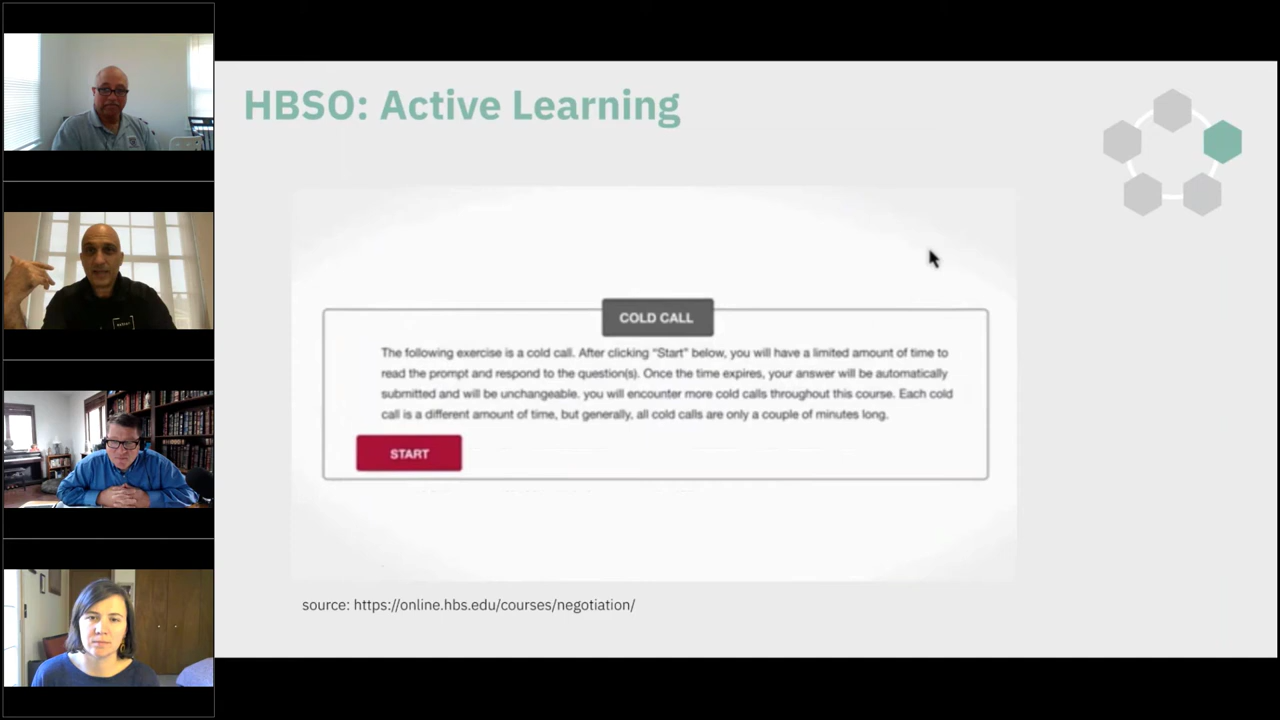 HBSO: Active Learning
COLD CALL
The following exercise is a cold call. After clicking "Start" below, you will have a limited amount of time to
read the prompt and respond to the question(s). Once the time expires, your answer will be automatically
submitted and will be unchangeable. you will encounter more cold calls throughout this course. Each cold
call is a different amount of time, but generally, all cold calls are only a couple of minutes long.
START
source: https://online.hbs.edu/courses/negotiation/